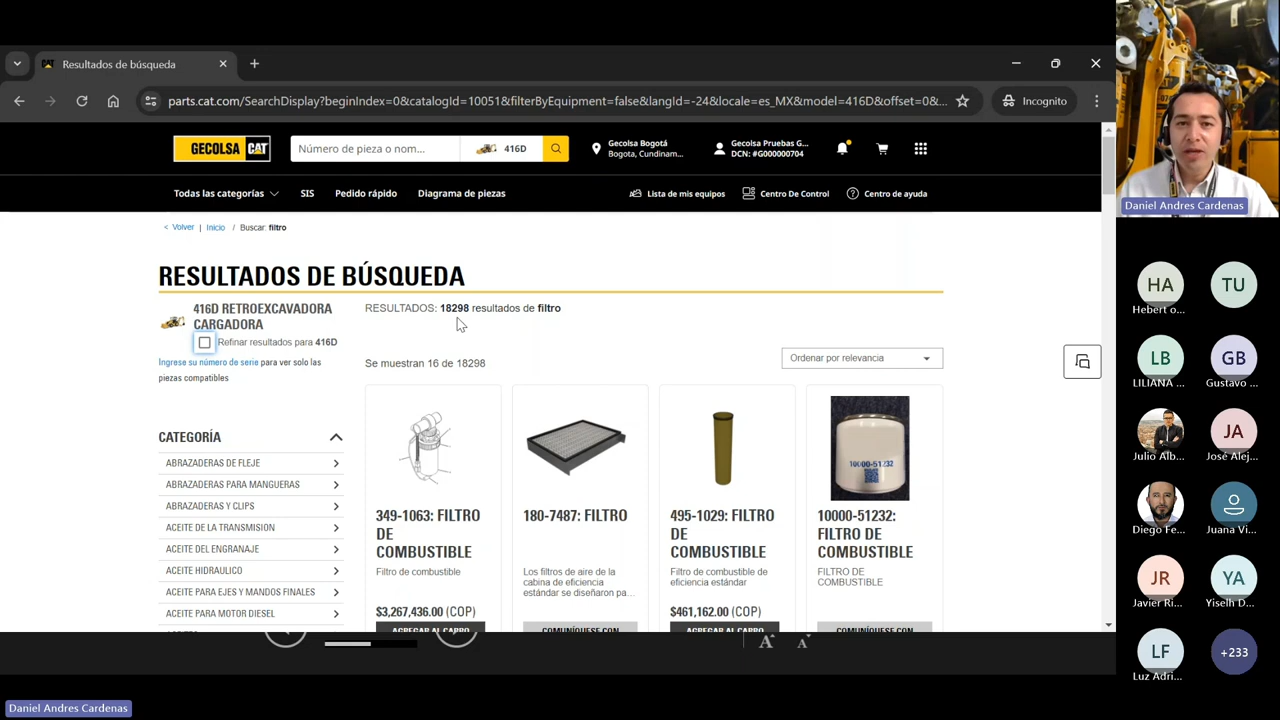 Resultados de búsqueda
parts.cat.com/SearchDisplay?beginIndex=0&catalogId=10051&filterByEquipment=false&langId=-24&locale=es_MX&model=416D&offset=0&...
Incógnito
GECOLSA CAT
Número de pieza o nom...
416D
Gecolsa Bogotá
Bogota, Cundinam...
Gecolsa Pruebas G...
DCN: #G000000704
Todas las categorías
SIS
Pedido rápido
Diagrama de piezas
Lista de mis equipos
Centro De Control
Centro de ayuda
< Volver | Inicio / Buscar: filtro
RESULTADOS DE BÚSQUEDA
416D RETROEXCAVADORA
CARGADORA
Refinar resultados para 416D
Ingrese su número de serie para ver solo las
piezas compatibles
RESULTADOS: 18298 resultados de filtro
Se muestran 16 de 18298
Ordenar por relevancia
CATEGORÍA
ABRAZADERAS DE FLEJE
ABRAZADERAS PARA MANGUERAS
ABRAZADERAS Y CLIPS
ACEITE DE LA TRANSMISION
ACEITE DEL ENGRANAJE
ACEITE HIDRAULICO
ACEITE PARA EJES Y MANDOS FINALES
ACEITE PARA MOTOR DIESEL
349-1063: FILTRO
DE
COMBUSTIBLE
Filtro de combustible
$3,267,436.00 (COP)
AGREGAR AL CARRO
180-7487: FILTRO
Los filtros de aire de la
cabina de eficiencia
estándar se diseñaron pa...
COMUNÍQUESE CON
495-1029: FILTRO
DE
COMBUSTIBLE
Filtro de combustible de
eficiencia estándar
$461,162.00 (COP)
AGREGAR AL CARRO
10000-51232
10000-51232:
FILTRO DE
COMBUSTIBLE
FILTRO DE
COMBUSTIBLE
COMUNÍQUESE CON
A A
Daniel Andres Cardenas
HA
Hebert o...
TU
LB
LILIANA ...
GB
Gustavo ...
Julio Alb...
JA
José Alej...
Diego Fe...
Juana Vi...
JR
Javier Ri...
YA
Yiselh D...
LF
Luz Adri...
+233
Daniel Andres Cardenas